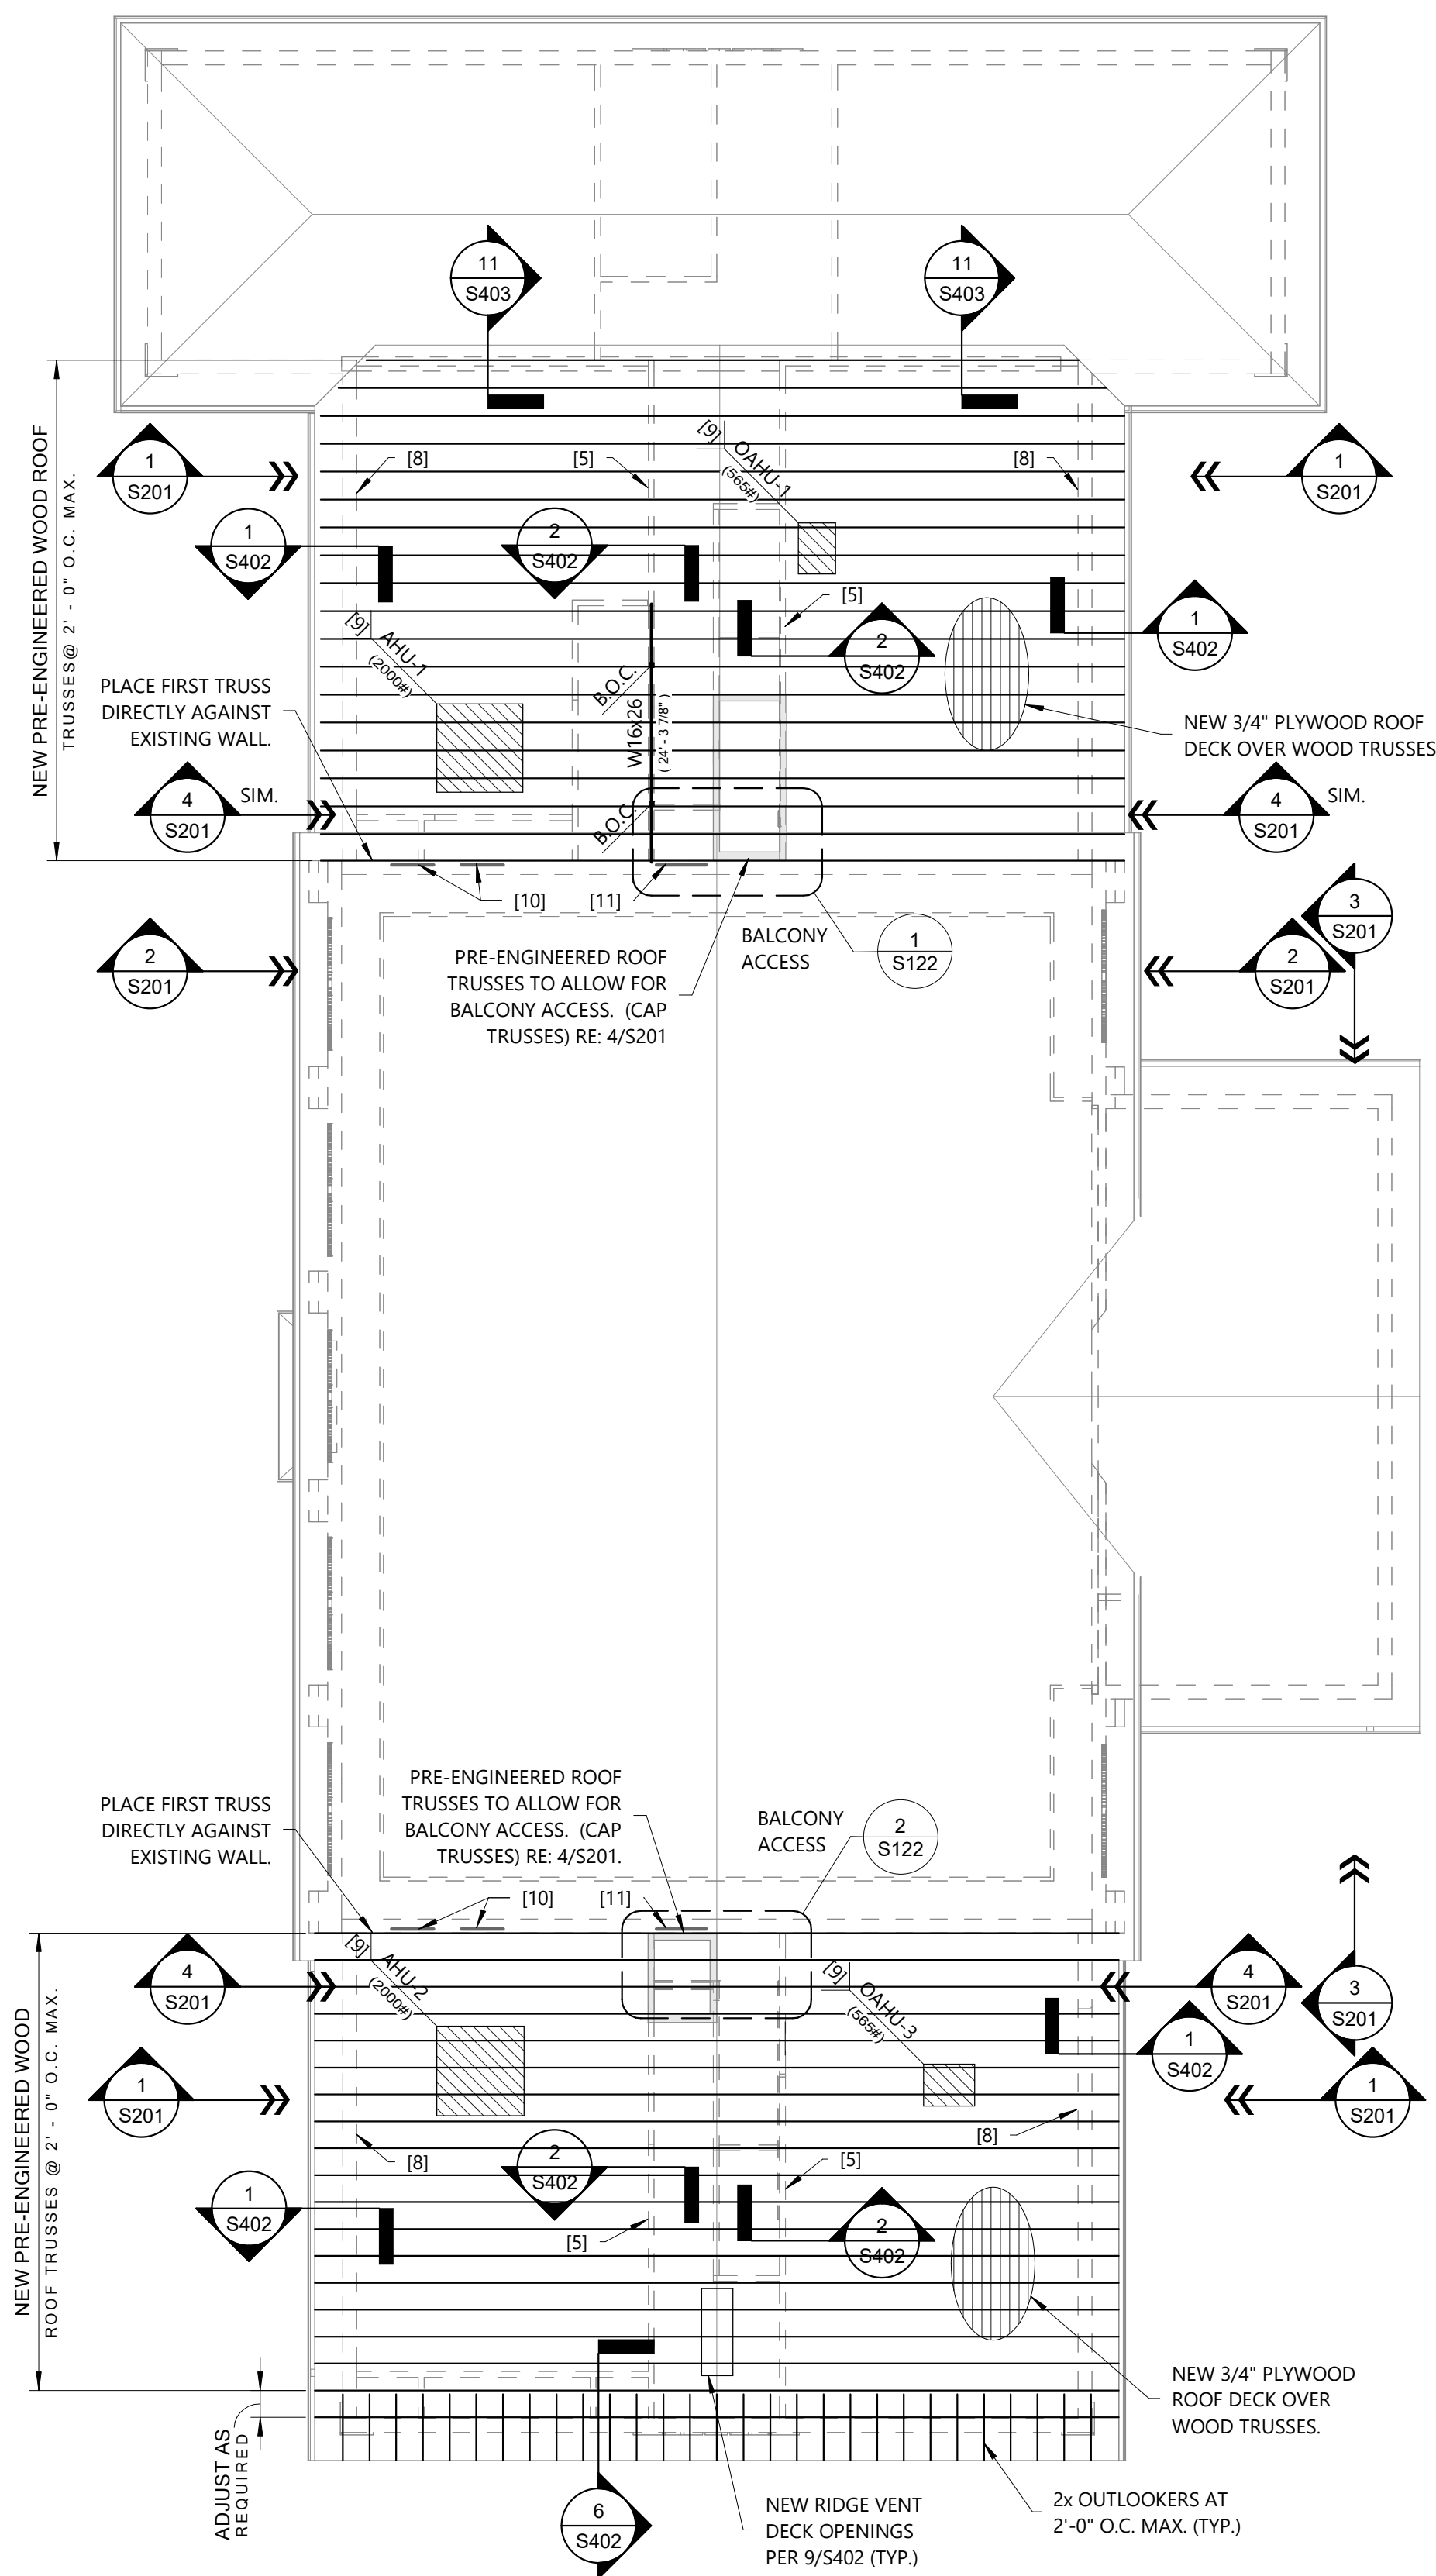 11
S403
11
S403
NEW PRE-ENGINEERED WOOD ROOF
TRUSSES@ 2' - 0" O.C. MAX.
1
S201
[8]
[5]
[9]
OAHU-1
(565#)
[8]
1
S201
1
S402
2
S402
[5]
1
S402
2
S402
[9]
AHU-1
(2000#)
B.O.C.
W16x26
( 24' - 3 7/8" )
B.O.C.
PLACE FIRST TRUSS
DIRECTLY AGAINST
EXISTING WALL.
NEW 3/4" PLYWOOD ROOF
DECK OVER WOOD TRUSSES
4
S201
SIM.
4
S201
SIM.
[10]
[11]
PRE-ENGINEERED ROOF
TRUSSES TO ALLOW FOR
BALCONY ACCESS. (CAP
TRUSSES) RE: 4/S201
BALCONY
ACCESS
1
S122
3
S201
2
S201
2
S201
PLACE FIRST TRUSS
DIRECTLY AGAINST
EXISTING WALL.
PRE-ENGINEERED ROOF
TRUSSES TO ALLOW FOR
BALCONY ACCESS. (CAP
TRUSSES) RE: 4/S201.
BALCONY
ACCESS
2
S122
[10]
[11]
[9]
AHU-2
(2000#)
[9]
OAHU-3
(565#)
4
S201
4
S201
3
S201
1
S402
1
S201
1
S201
NEW PRE-ENGINEERED WOOD
ROOF TRUSSES @ 2' - 0" O.C. MAX.
[8]
[8]
2
S402
[5]
1
S402
[5]
2
S402
NEW 3/4" PLYWOOD
ROOF DECK OVER
WOOD TRUSSES.
ADJUST AS
REQUIRED
6
S402
NEW RIDGE VENT
DECK OPENINGS
PER 9/S402 (TYP.)
2x OUTLOOKERS AT
2'-0" O.C. MAX. (TYP.)